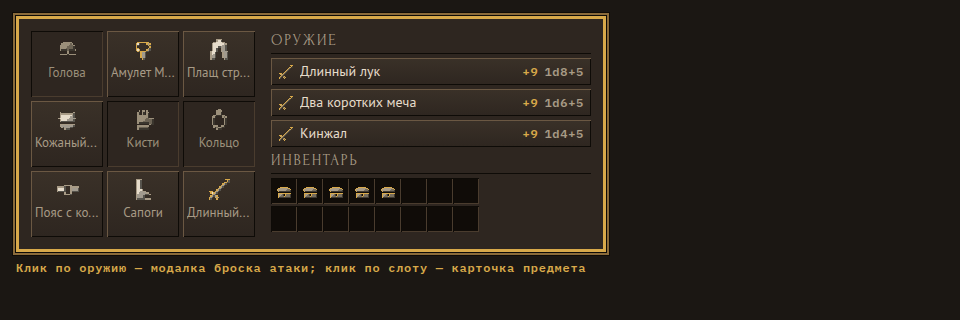 Голова
Амулет М...
Плащ стр...
Кожаный...
Кисти
Кольцо
Пояс с ко...
Сапоги
Длинный...
ОРУЖИЕ
Длинный лук +9 1d8+5
Два коротких меча +9 1d6+5
Кинжал +9 1d4+5
ИНВЕНТАРЬ
Клик по оружию — модалка броска атаки; клик по слоту — карточка предмета